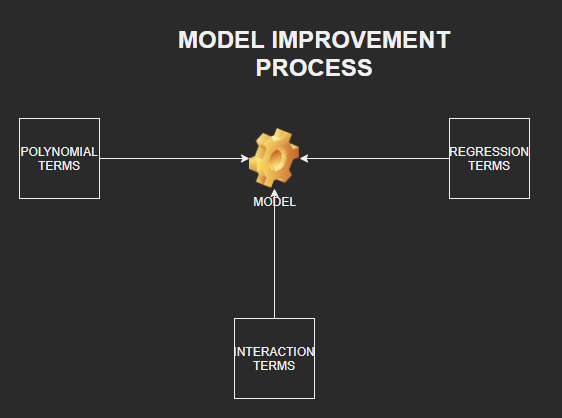 MODEL IMPROVEMENT
PROCESS
POLYNOMIAL
TERMS
REGRESSION
TERMS
MODEL
INTERACTION
TERMS